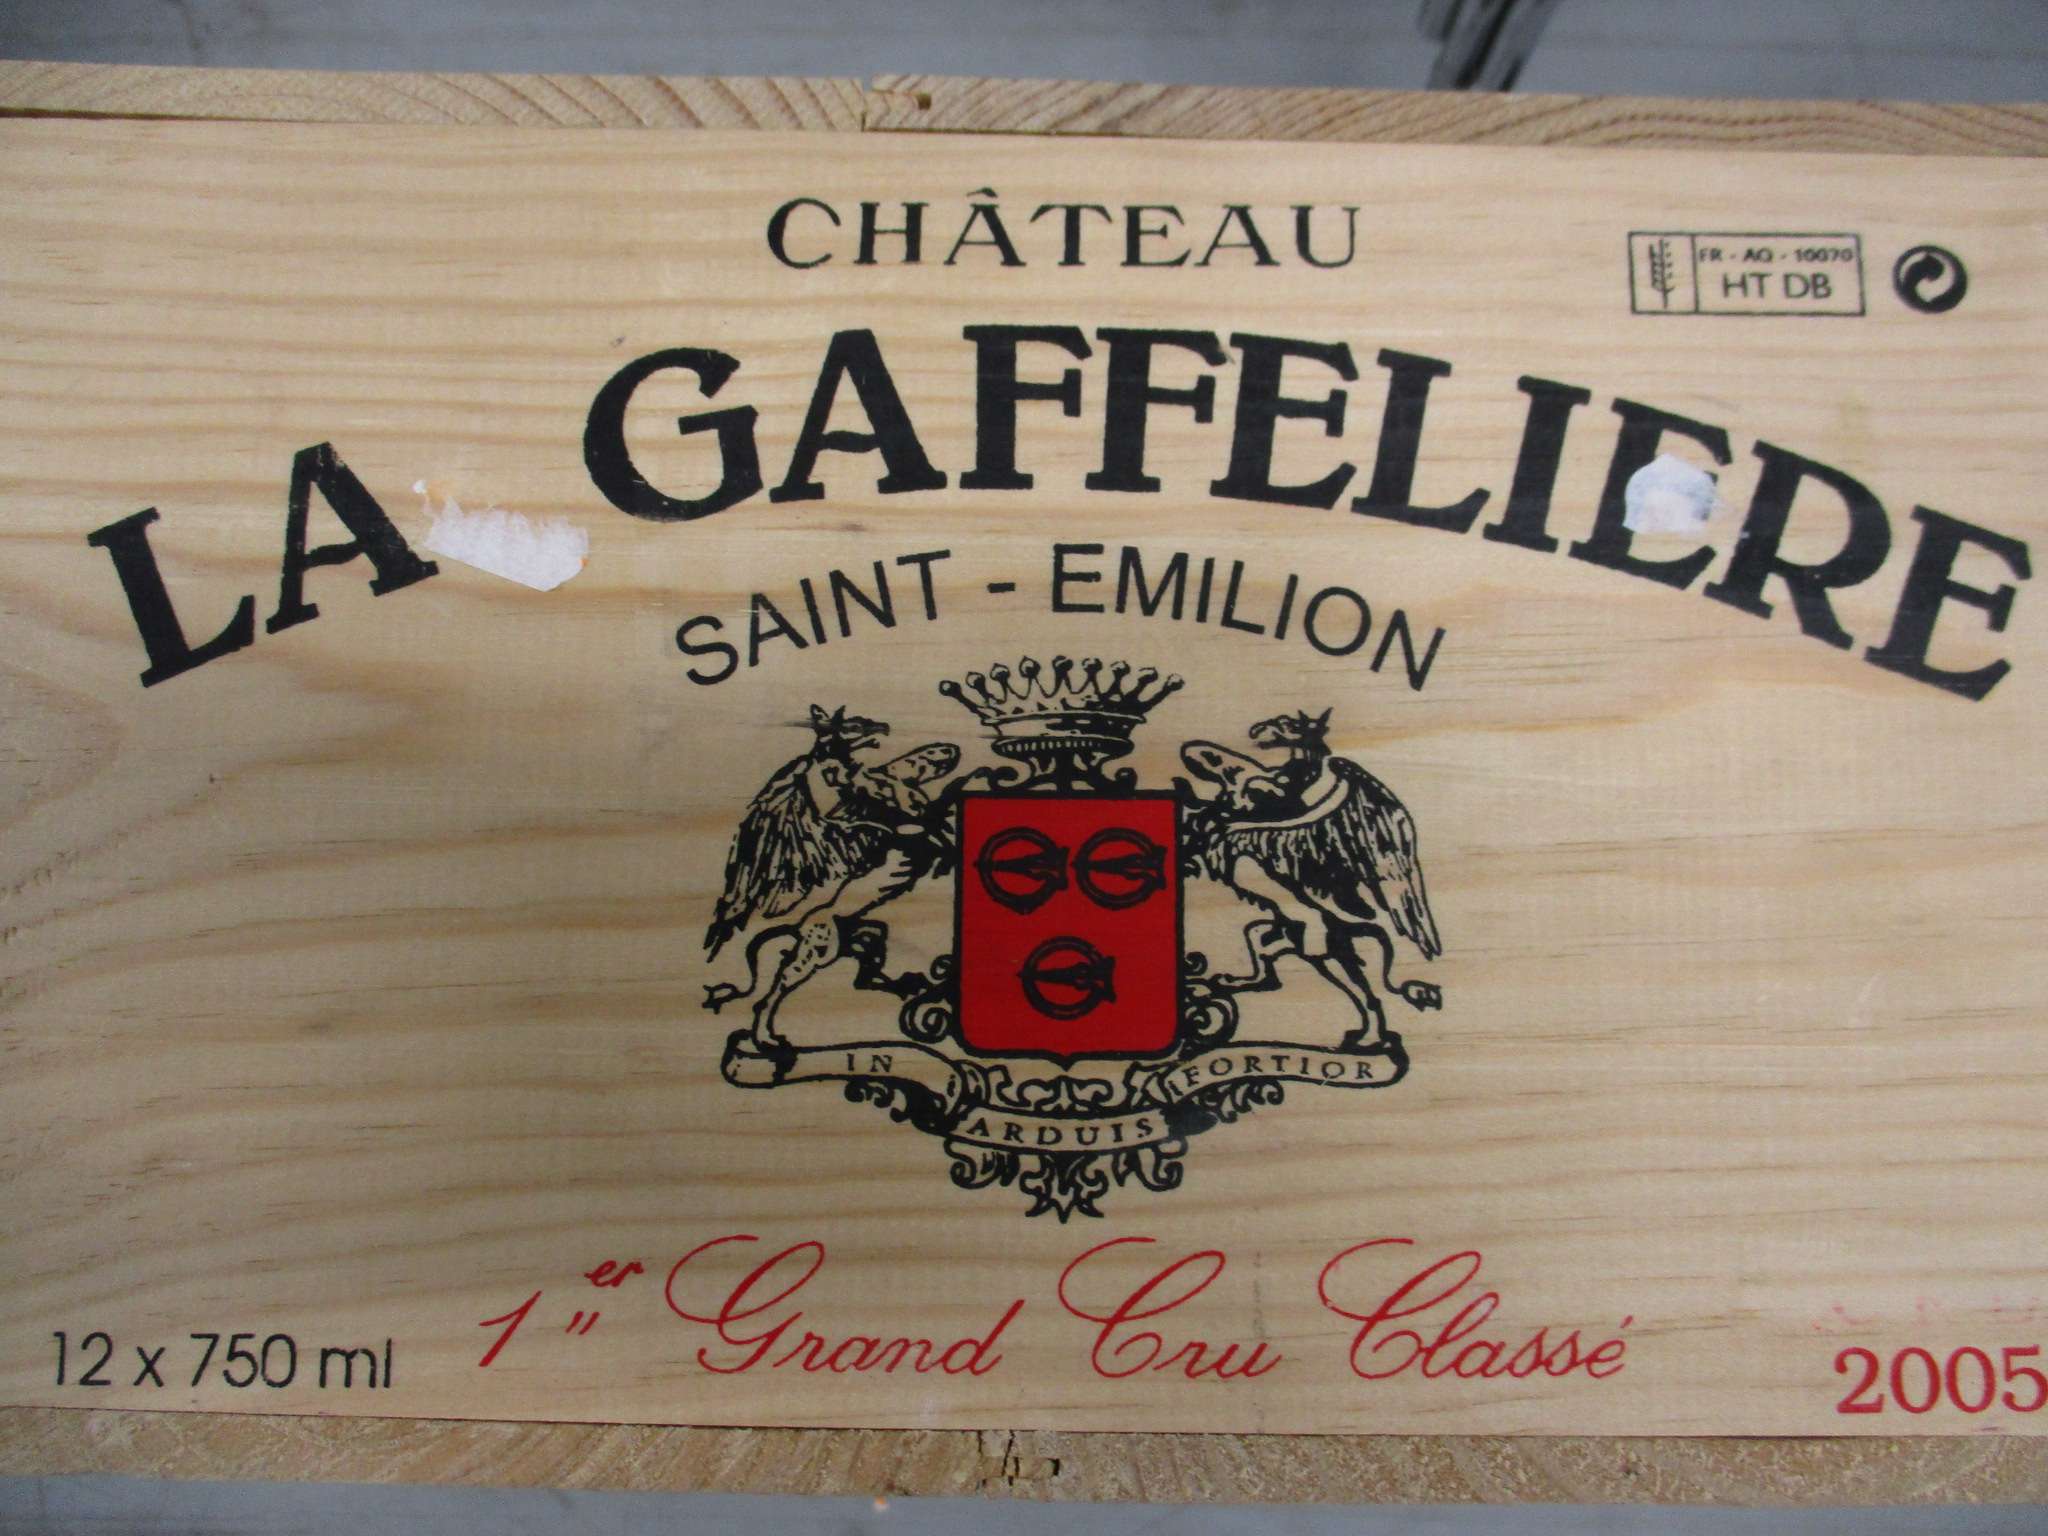 CHÂTEAU
FR - AQ - 10070
HT DB
LA GAFFELIERE
SAINT - EMILION
IN ARDUIS FORTIOR
12 x 750 ml
1er Grand Cru Classé
2005